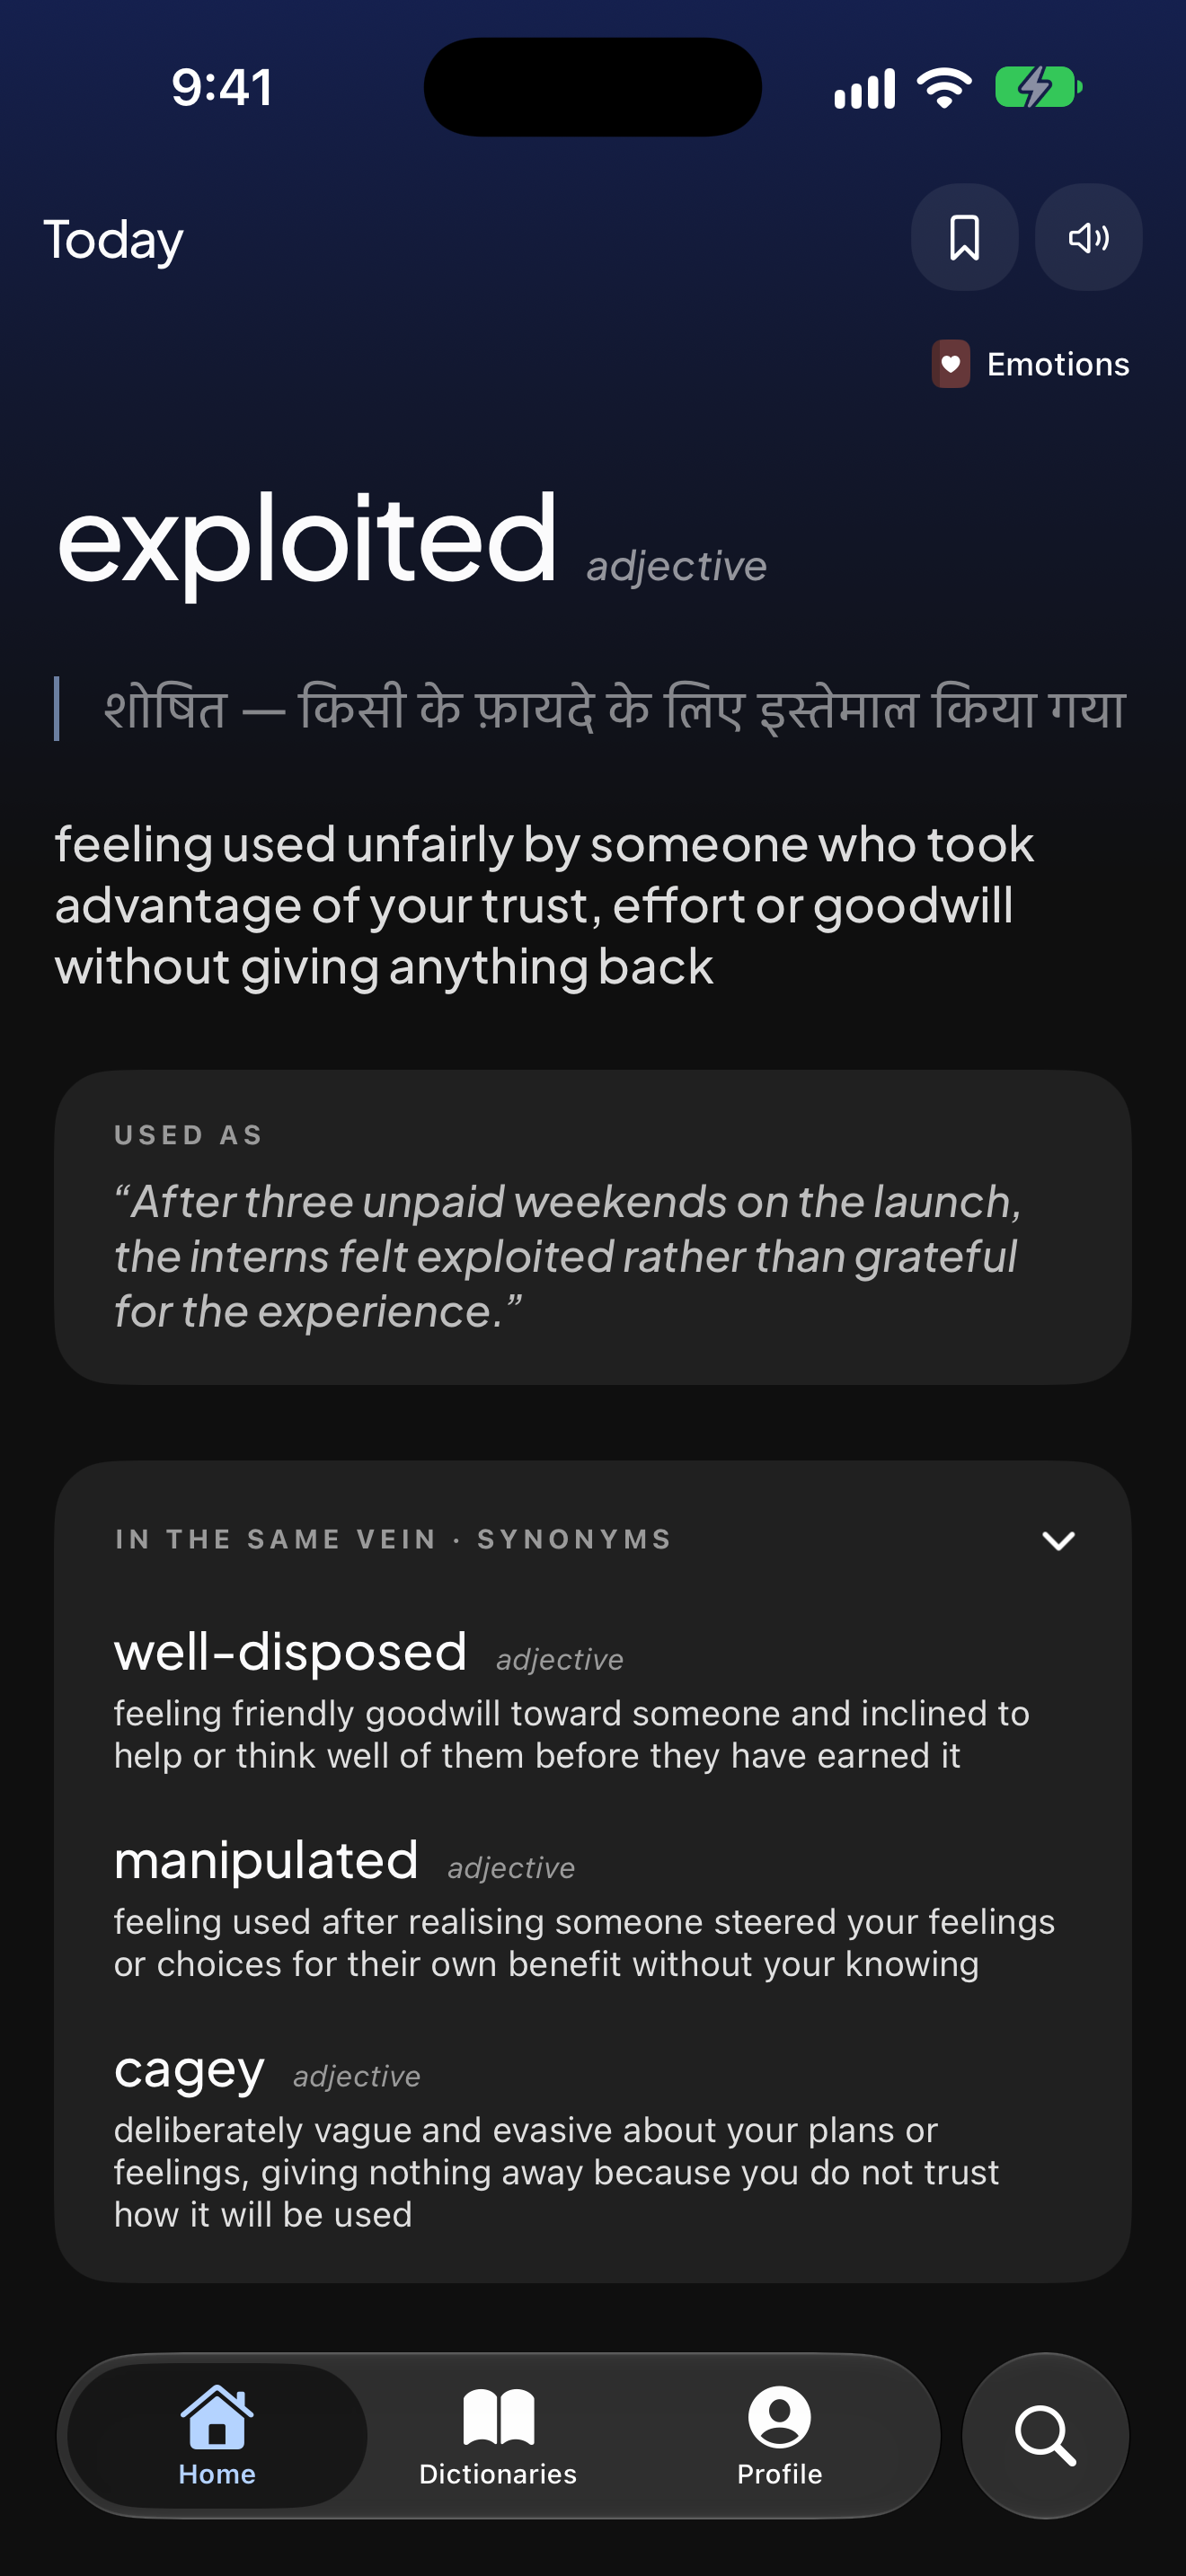 9:41
Today
Emotions
exploited adjective
शोषित — किसी के फ़ायदे के लिए इस्तेमाल किया गया
feeling used unfairly by someone who took
advantage of your trust, effort or goodwill
without giving anything back
USED AS
“After three unpaid weekends on the launch,
the interns felt exploited rather than grateful
for the experience.”
IN THE SAME VEIN · SYNONYMS
well-disposed adjective
feeling friendly goodwill toward someone and inclined to
help or think well of them before they have earned it
manipulated adjective
feeling used after realising someone steered your feelings
or choices for their own benefit without your knowing
cagey adjective
deliberately vague and evasive about your plans or
feelings, giving nothing away because you do not trust
how it will be used
Home Dictionaries Profile